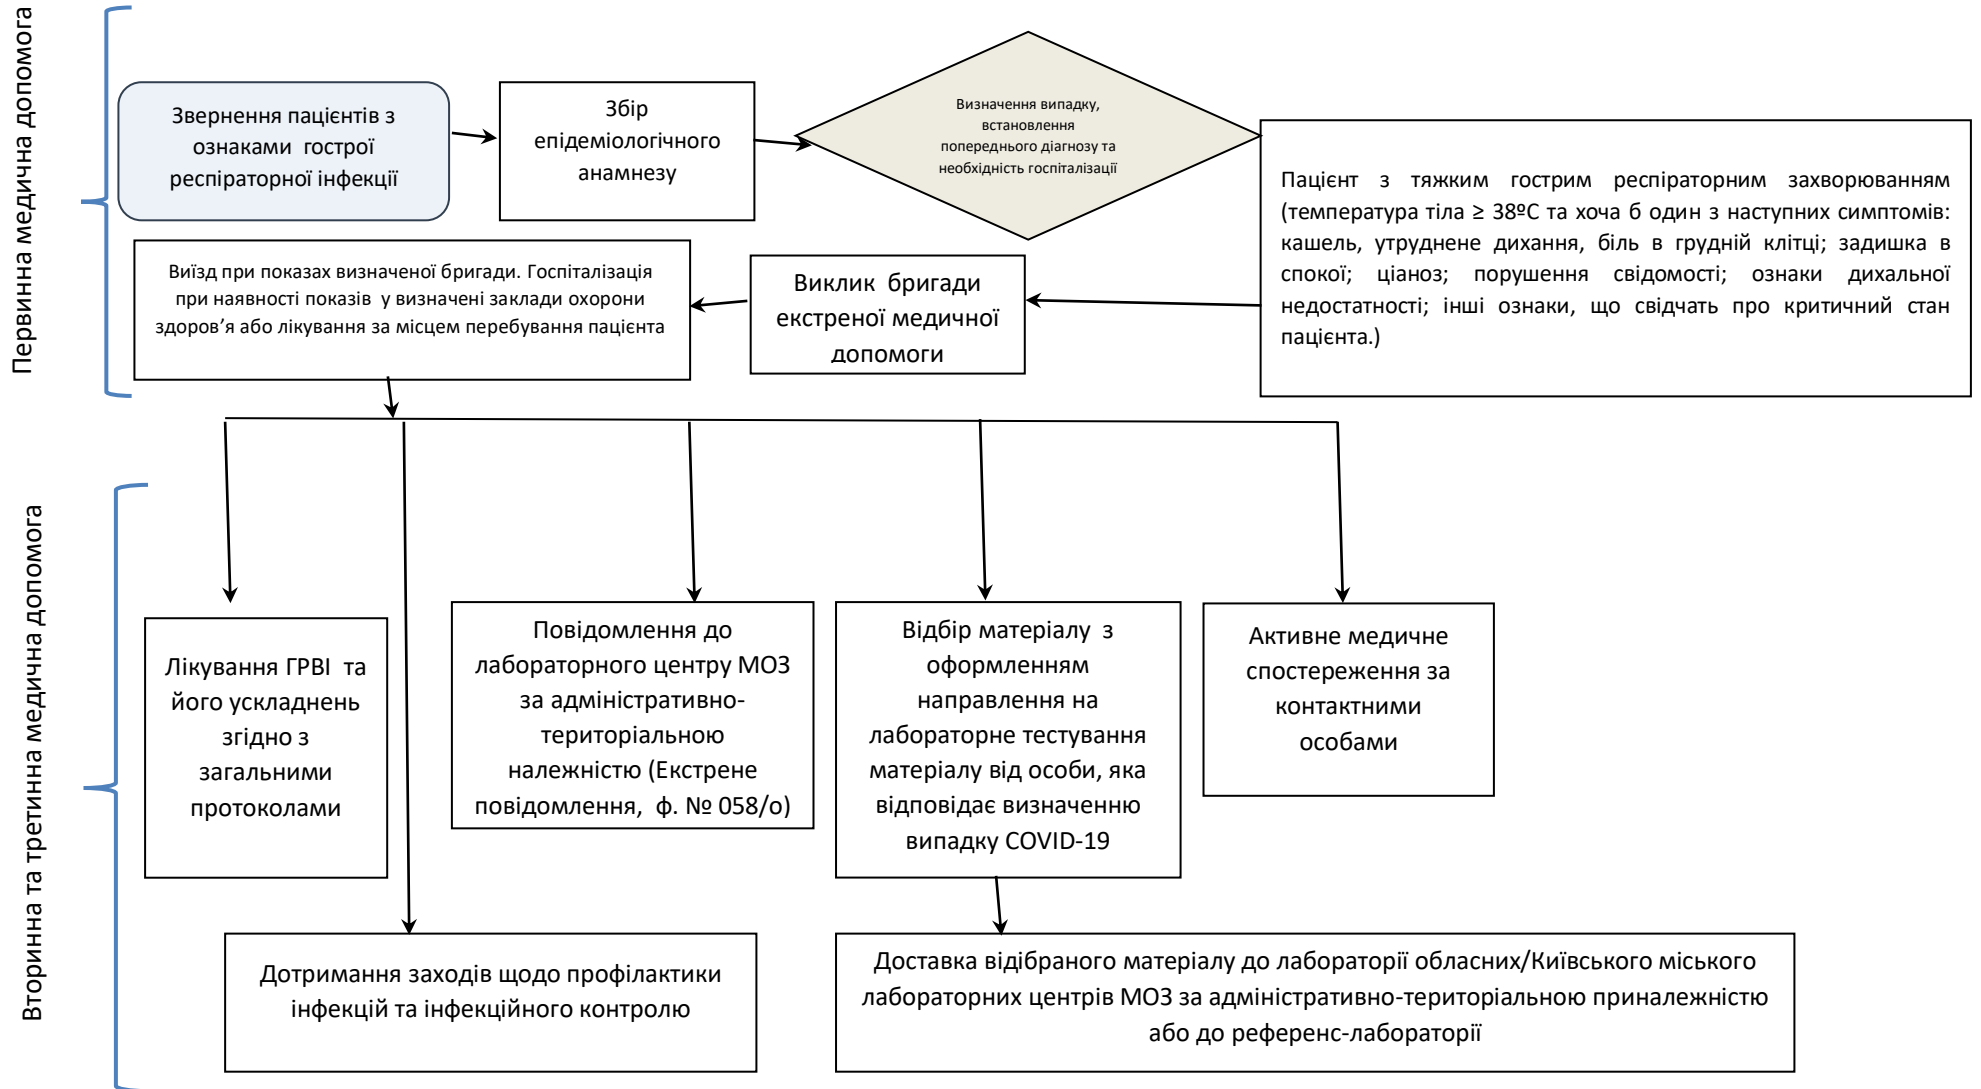 Первинна медична допомога
Звернення пацієнтів з
ознаками гострої
респіраторної інфекції
Збір
епідеміологічного
анамнезу
Визначення випадку,
встановлення
попереднього діагнозу та
необхідність госпіталізації
Пацієнт з тяжким гострим респіраторним захворюванням
(температура тіла ≥ 38ºС та хоча б один з наступних симптомів:
кашель, утруднене дихання, біль в грудній клітці; задишка в
спокої; ціаноз; порушення свідомості; ознаки дихальної
недостатності; інші ознаки, що свідчать про критичний стан
пацієнта.)
Виклик бригади
екстреної медичної
допомоги
Виїзд при показах визначеної бригади. Госпіталізація
при наявності показів у визначені заклади охорони
здоров’я або лікування за місцем перебування пацієнта
Вторинна та третинна медична допомога
Лікування ГРВІ та
його ускладнень
згідно з
загальними
протоколами
Повідомлення до
лабораторного центру МОЗ
за адміністративно-
територіальною
належністю (Екстрене
повідомлення, ф. № 058/о)
Відбір матеріалу з
оформленням
направлення на
лабораторне тестування
матеріалу від особи, яка
відповідає визначенню
випадку COVID-19
Активне медичне
спостереження за
контактними
особами
Дотримання заходів щодо профілактики
інфекцій та інфекційного контролю
Доставка відібраного матеріалу до лабораторії обласних/Київського міського
лабораторних центрів МОЗ за адміністративно-територіальною приналежністю
або до референс-лабораторії